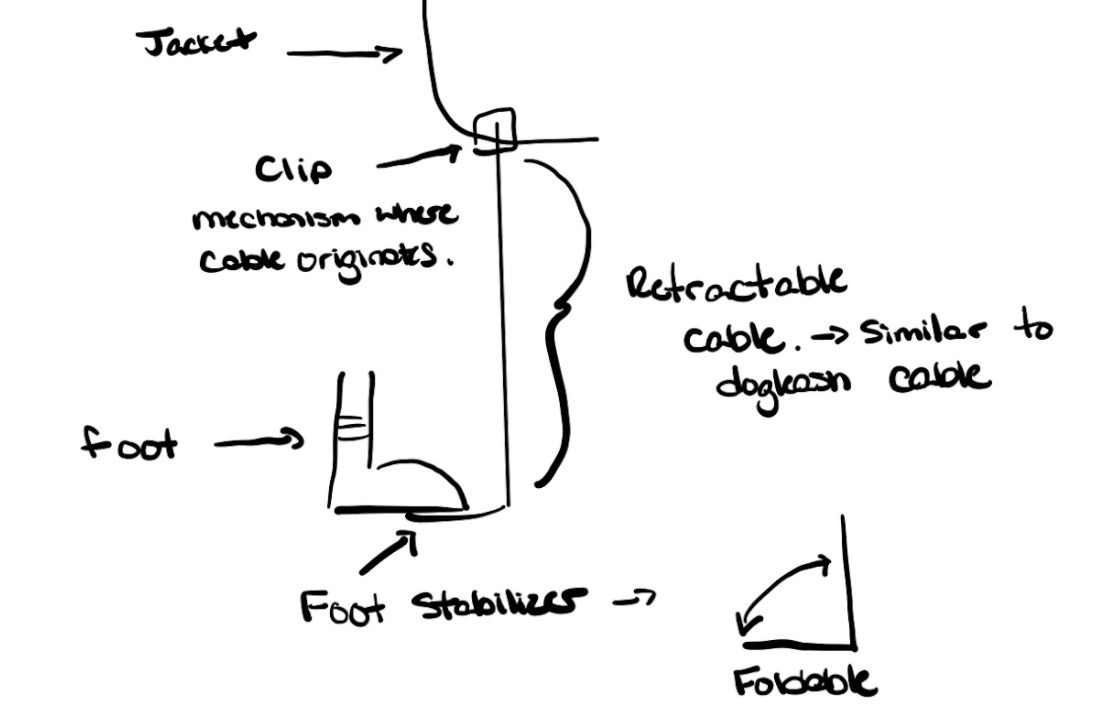 Jacket
Clip
mechanism where
cable originates.
Retractable
cable. → Similar to
dogleash cable
foot
Foot Stabilizer →
Foldable